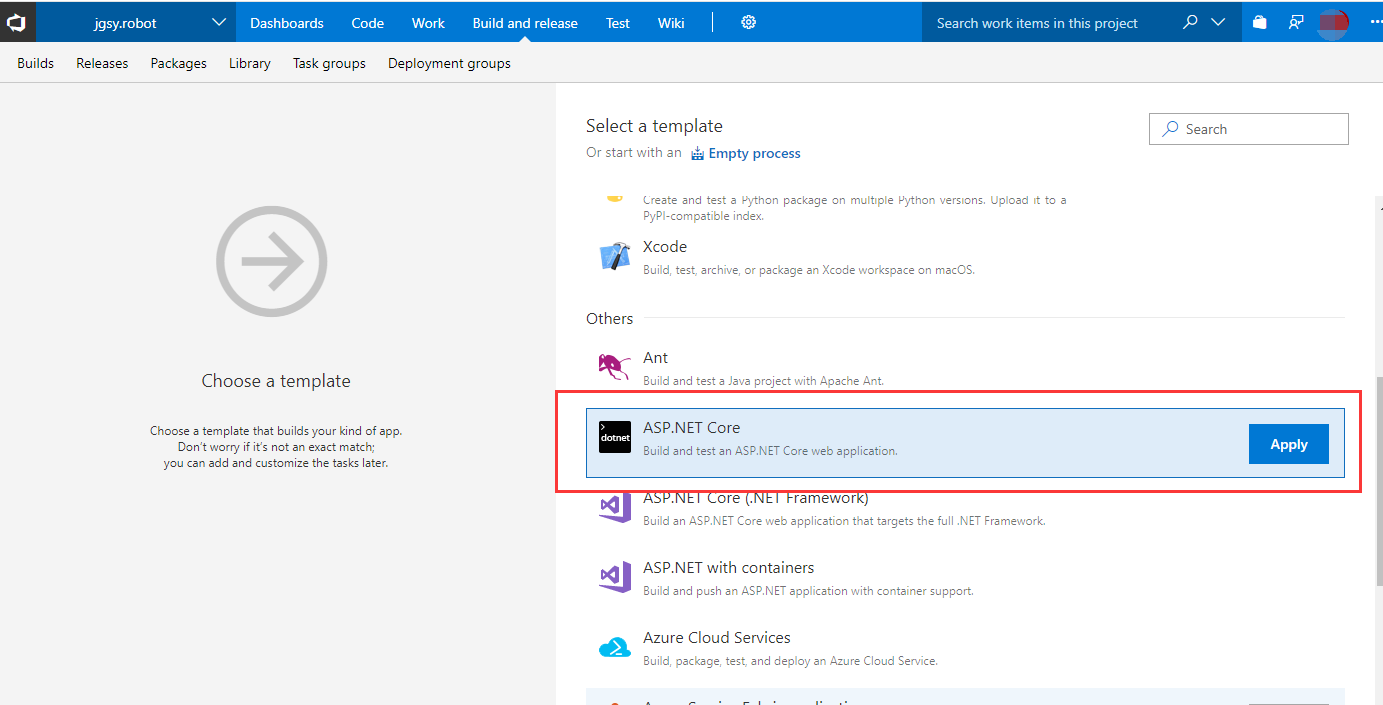 jgsy.robot
Dashboards
Code
Work
Build and release
Test
Wiki
Search work items in this project
Builds
Releases
Packages
Library
Task groups
Deployment groups
Choose a template
Choose a template that builds your kind of app.
Don't worry if it's not an exact match;
you can add and customize the tasks later.
Select a template
Search
Or start with an Empty process
Create and test a Python package on multiple Python versions. Upload it to a
PyPI-compatible index.
Xcode
Build, test, archive, or package an Xcode workspace on macOS.
Others
Ant
Build and test a Java project with Apache Ant.
dotnet
ASP.NET Core
Build and test an ASP.NET Core web application.
Apply
ASP.NET Core (.NET Framework)
Build an ASP.NET Core web application that targets the full .NET Framework.
ASP.NET with containers
Build and push an ASP.NET application with container support.
Azure Cloud Services
Build, package, test, and deploy an Azure Cloud Service.